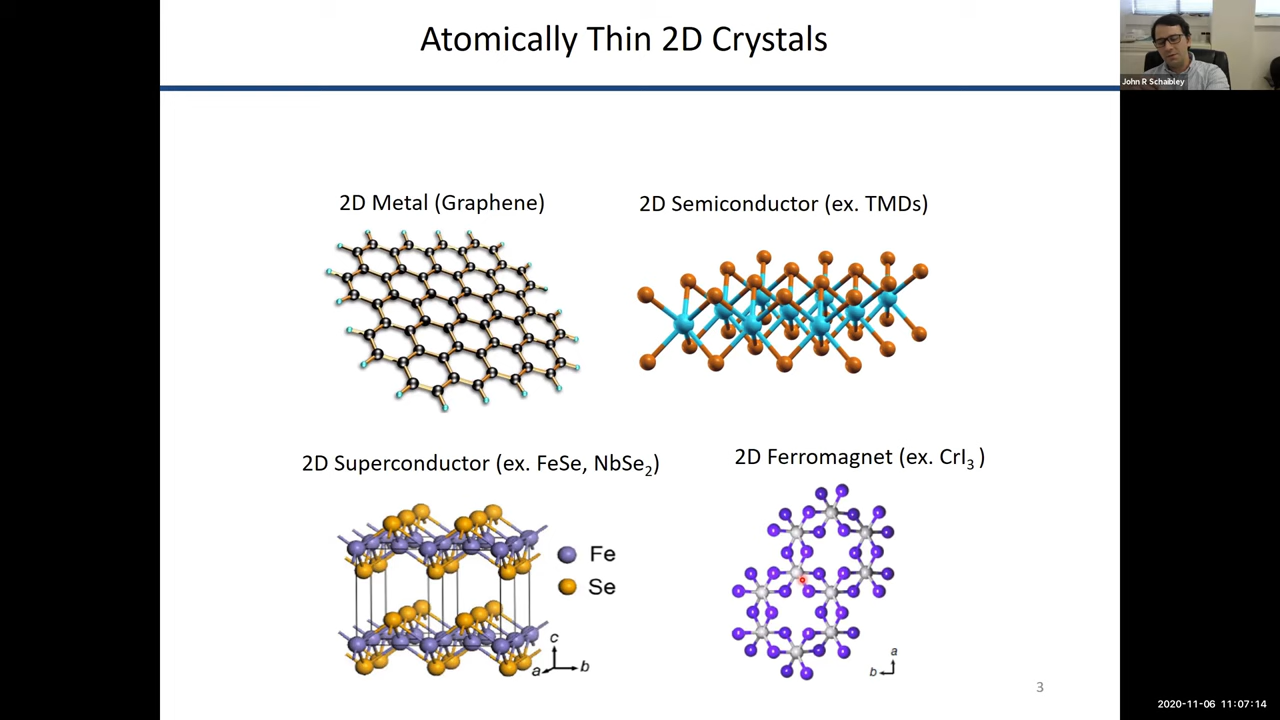 Atomically Thin 2D Crystals
John R Schaibley
2D Metal (Graphene)
2D Semiconductor (ex. TMDs)
2D Superconductor (ex. FeSe, NbSe₂)
2D Ferromagnet (ex. CrI₃ )
Fe
Se
c
a
b
a
b
3
2020-11-06 11:07:14